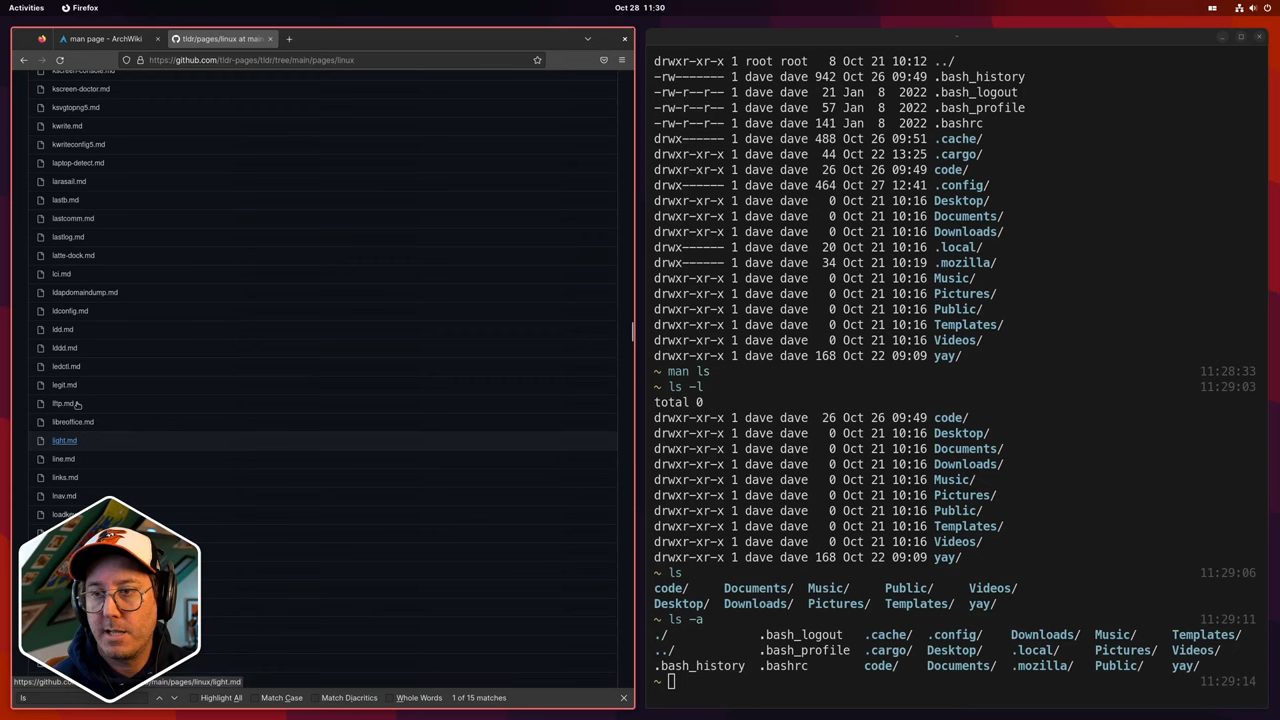 Activities
Firefox
Oct 28 11:30
man page - ArchWiki
tldr/pages/linux at main
https://github.com/tldr-pages/tldr/tree/main/pages/linux
kscreen-console.md
kscreen-doctor.md
ksvgtopng5.md
kwrite.md
kwriteconfig5.md
laptop-detect.md
larasail.md
lastb.md
lastcomm.md
lastlog.md
latte-dock.md
lci.md
ldapdomaindump.md
ldconfig.md
ldd.md
lddd.md
ledctl.md
legit.md
lftp.md
libreoffice.md
light.md
line.md
links.md
lnav.md
https://github.com
/main/pages/linux/light.md
ls
Highlight All
Match Case
Match Diacritics
Whole Words
1 of 15 matches
drwxr-xr-x 1 root root 8 Oct 21 10:12 ../
-rw------- 1 dave dave 942 Oct 26 09:49 .bash_history
-rw-r--r-- 1 dave dave 21 Jan 8 2022 .bash_logout
-rw-r--r-- 1 dave dave 57 Jan 8 2022 .bash_profile
-rw-r--r-- 1 dave dave 141 Jan 8 2022 .bashrc
drwx------ 1 dave dave 488 Oct 26 09:51 .cache/
drwxr-xr-x 1 dave dave 44 Oct 22 13:25 .cargo/
drwxr-xr-x 1 dave dave 26 Oct 26 09:49 code/
drwx------ 1 dave dave 464 Oct 27 12:41 .config/
drwxr-xr-x 1 dave dave 0 Oct 21 10:16 Desktop/
drwxr-xr-x 1 dave dave 0 Oct 21 10:16 Documents/
drwxr-xr-x 1 dave dave 0 Oct 21 10:16 Downloads/
drwx------ 1 dave dave 20 Oct 21 10:16 .local/
drwx------ 1 dave dave 34 Oct 21 10:19 .mozilla/
drwxr-xr-x 1 dave dave 0 Oct 21 10:16 Music/
drwxr-xr-x 1 dave dave 0 Oct 21 10:16 Pictures/
drwxr-xr-x 1 dave dave 0 Oct 21 10:16 Public/
drwxr-xr-x 1 dave dave 0 Oct 21 10:16 Templates/
drwxr-xr-x 1 dave dave 0 Oct 21 10:16 Videos/
drwxr-xr-x 1 dave dave 168 Oct 22 09:09 yay/
~ man ls 11:28:33
~ ls -l 11:29:03
total 0
drwxr-xr-x 1 dave dave 26 Oct 26 09:49 code/
drwxr-xr-x 1 dave dave 0 Oct 21 10:16 Desktop/
drwxr-xr-x 1 dave dave 0 Oct 21 10:16 Documents/
drwxr-xr-x 1 dave dave 0 Oct 21 10:16 Downloads/
drwxr-xr-x 1 dave dave 0 Oct 21 10:16 Music/
drwxr-xr-x 1 dave dave 0 Oct 21 10:16 Pictures/
drwxr-xr-x 1 dave dave 0 Oct 21 10:16 Public/
drwxr-xr-x 1 dave dave 0 Oct 21 10:16 Templates/
drwxr-xr-x 1 dave dave 0 Oct 21 10:16 Videos/
drwxr-xr-x 1 dave dave 168 Oct 22 09:09 yay/
~ ls 11:29:06
code/ Documents/ Music/ Public/ Videos/
Desktop/ Downloads/ Pictures/ Templates/ yay/
~ ls -a 11:29:11
./ .bash_logout .cache/ .config/ Downloads/ Music/ Templates/
../ .bash_profile .cargo/ Desktop/ .local/ Pictures/ Videos/
.bash_history .bashrc code/ Documents/ .mozilla/ Public/ yay/
~ 11:29:14